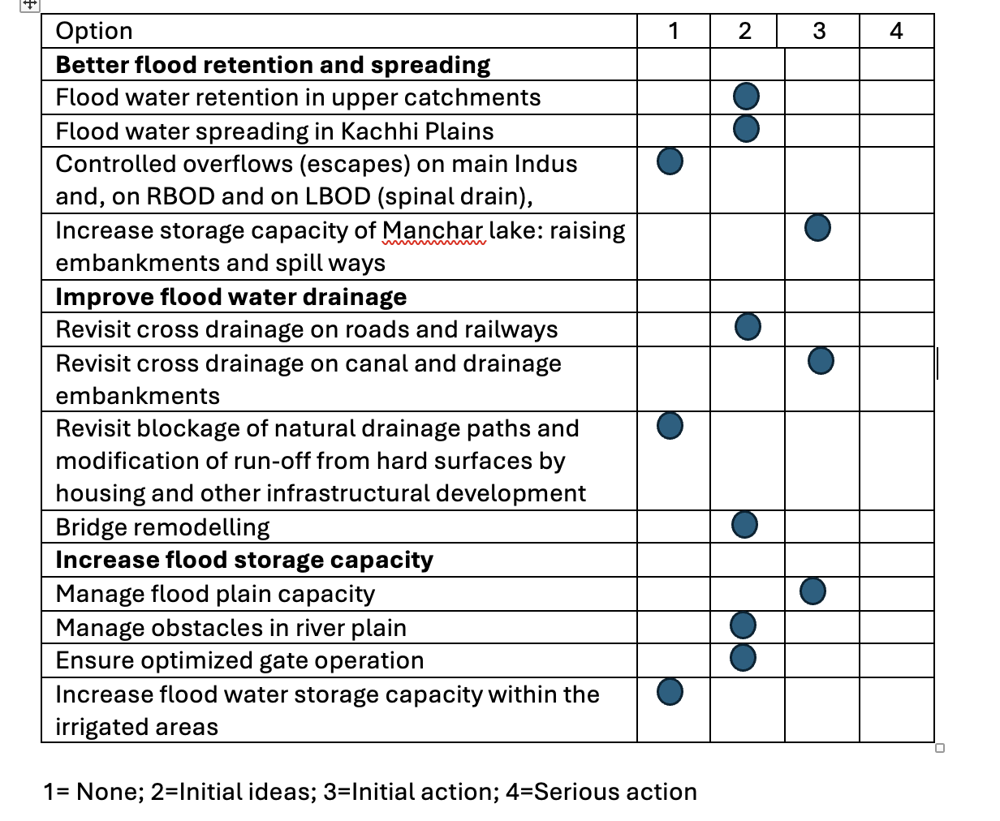 Option 1 2 3 4
Better flood retention and spreading
Flood water retention in upper catchments
Flood water spreading in Kachhi Plains
Controlled overflows (escapes) on main Indus
and, on RBOD and on LBOD (spinal drain),
Increase storage capacity of Manchar lake: raising
embankments and spill ways
Improve flood water drainage
Revisit cross drainage on roads and railways
Revisit cross drainage on canal and drainage
embankments
Revisit blockage of natural drainage paths and
modification of run-off from hard surfaces by
housing and other infrastructural development
Bridge remodelling
Increase flood storage capacity
Manage flood plain capacity
Manage obstacles in river plain
Ensure optimized gate operation
Increase flood water storage capacity within the
irrigated areas
1= None; 2=Initial ideas; 3=Initial action; 4=Serious action